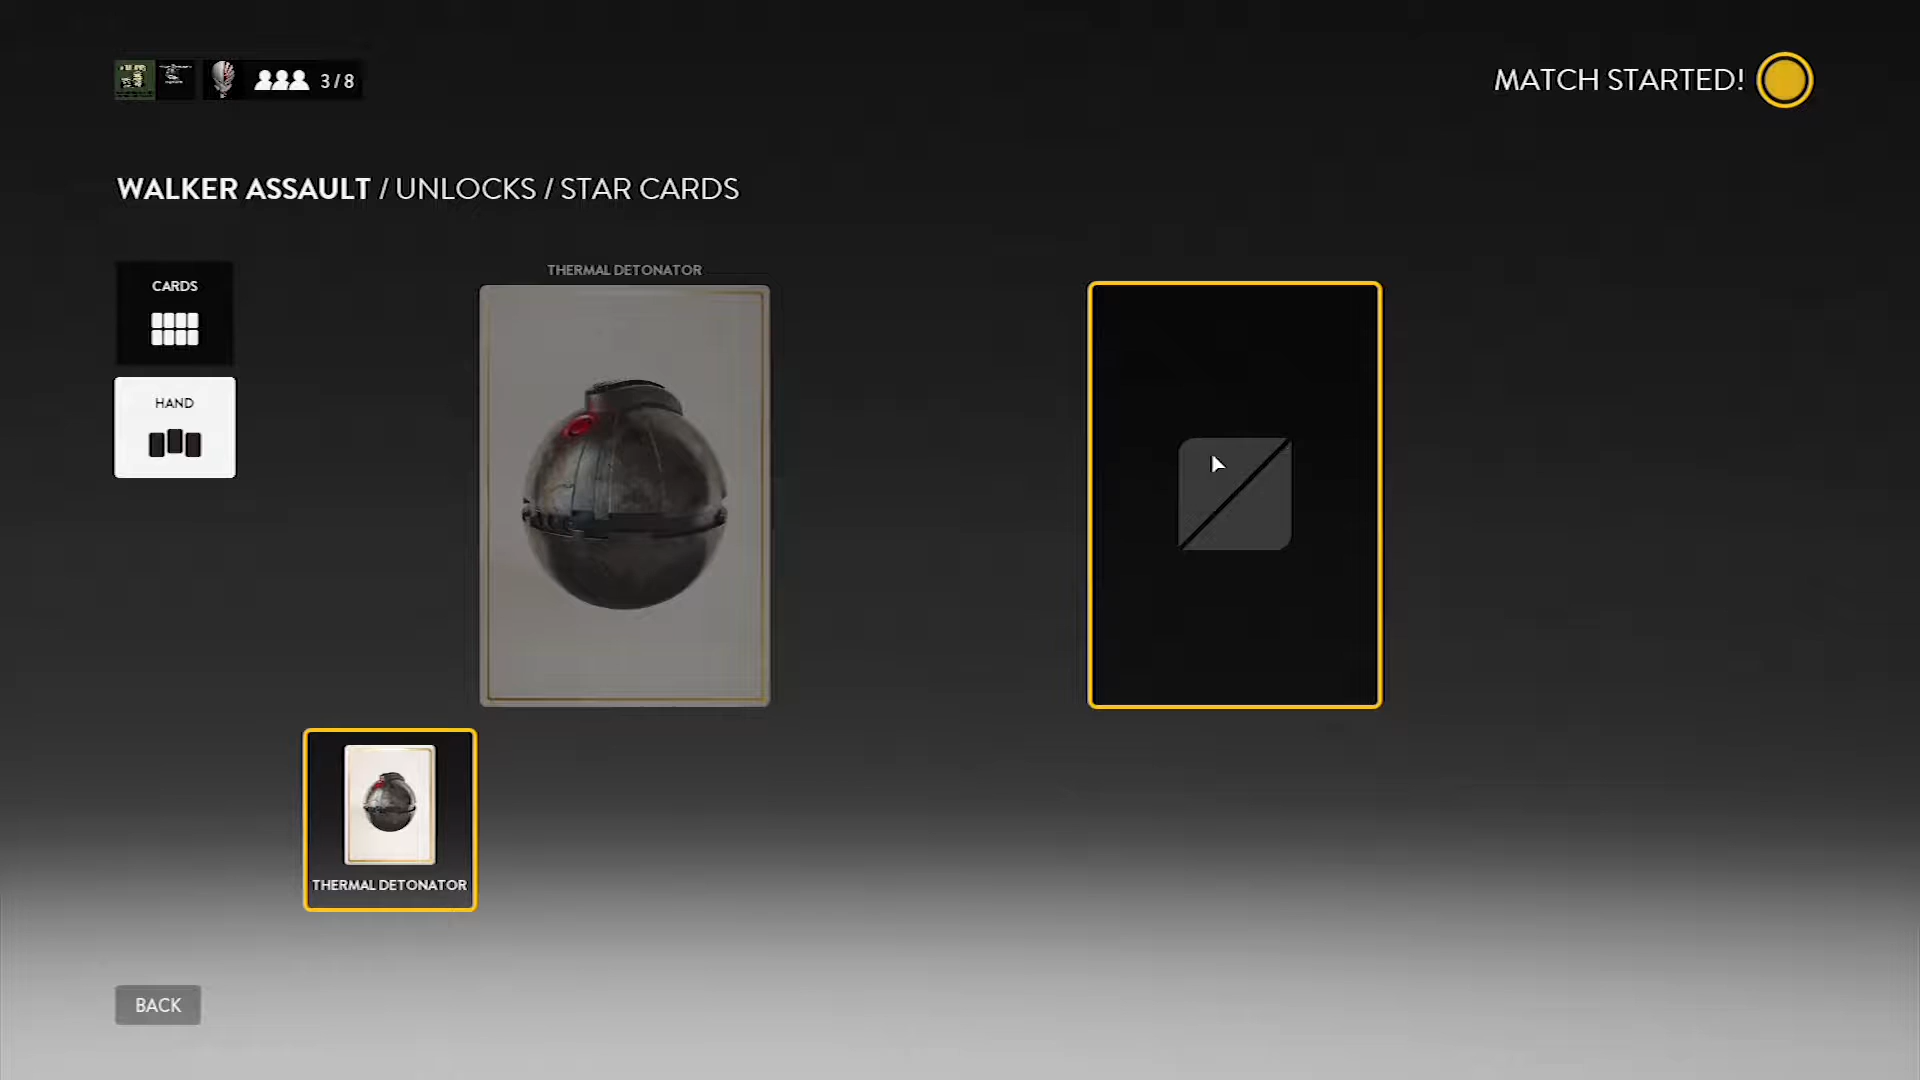 3/8
MATCH STARTED!
WALKER ASSAULT / UNLOCKS / STAR CARDS
CARDS
HAND
THERMAL DETONATOR
THERMAL DETONATOR
BACK